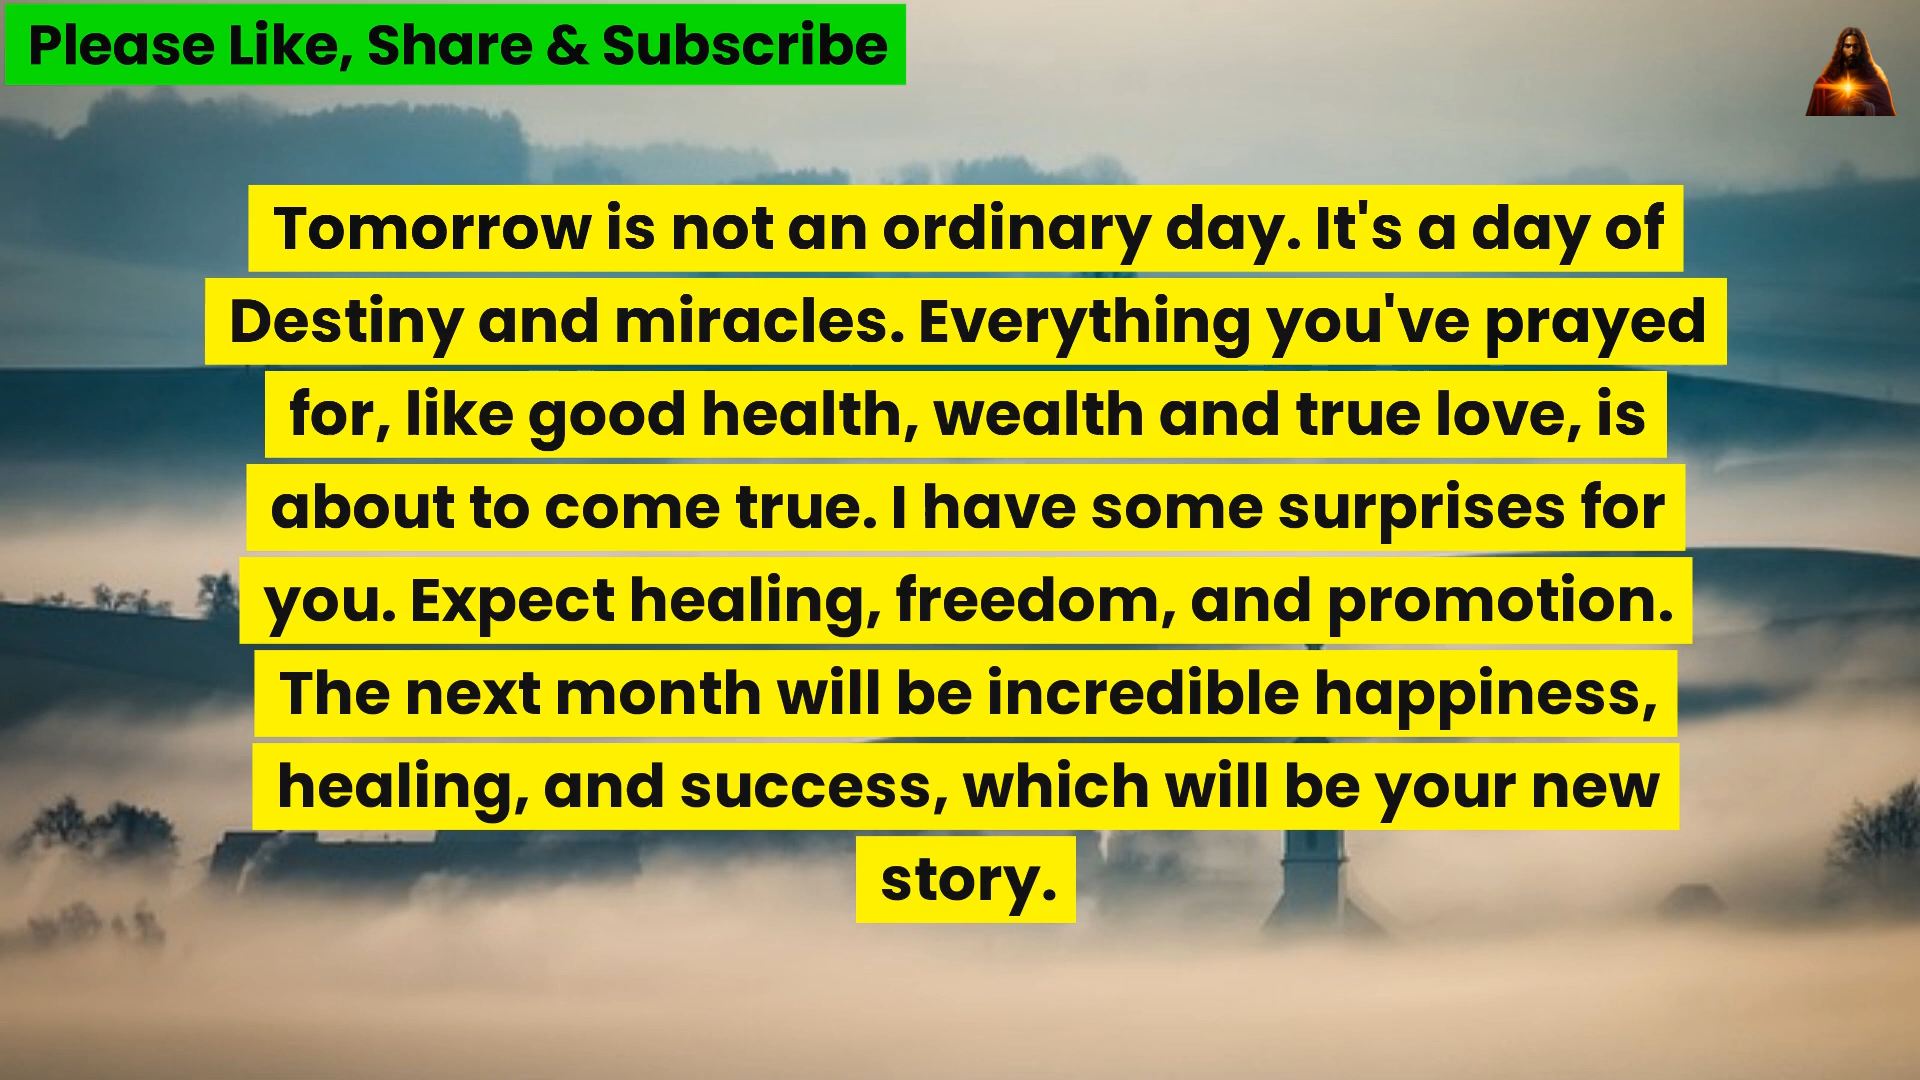 Please Like, Share & Subscribe
Tomorrow is not an ordinary day. It's a day of
Destiny and miracles. Everything you've prayed
for, like good health, wealth and true love, is
about to come true. I have some surprises for
you. Expect healing, freedom, and promotion.
The next month will be incredible happiness,
healing, and success, which will be your new
story.